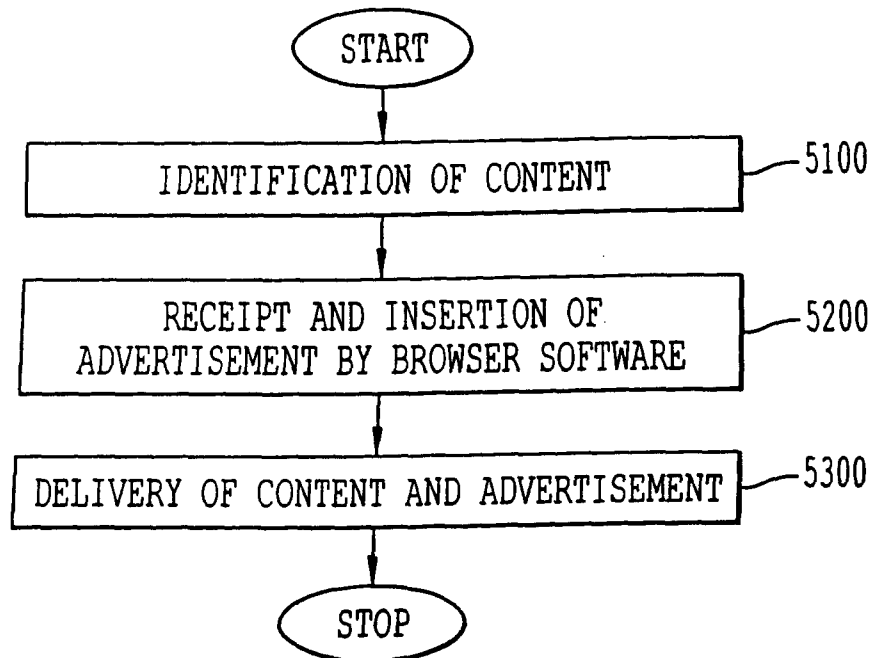 START
IDENTIFICATION OF CONTENT
5100
RECEIPT AND INSERTION OF
ADVERTISEMENT BY BROWSER SOFTWARE
5200
DELIVERY OF CONTENT AND ADVERTISEMENT
5300
STOP